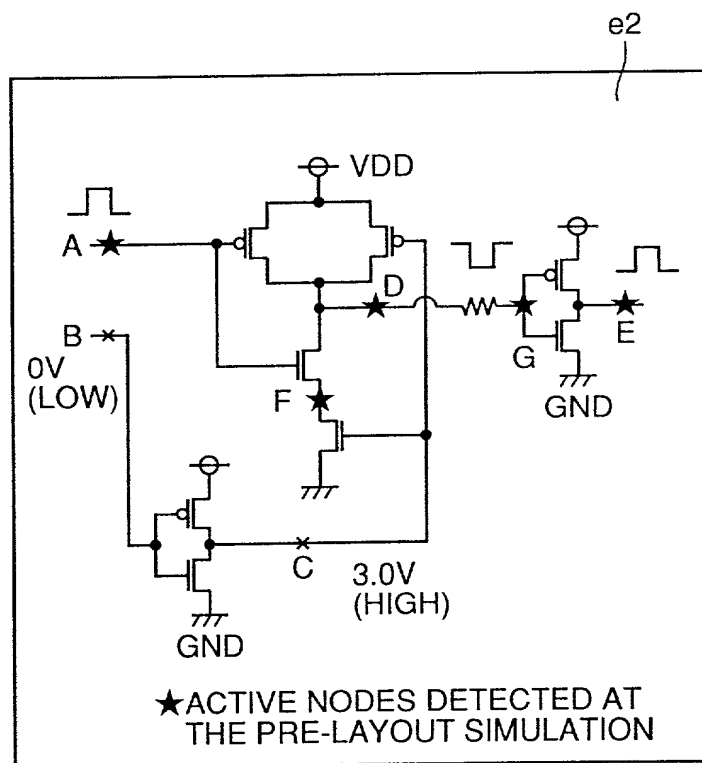 e2
VDD
A
D
B
E
0V
(LOW)
G
F
GND
C
3.0V
(HIGH)
GND
★ACTIVE NODES DETECTED AT
THE PRE-LAYOUT SIMULATION